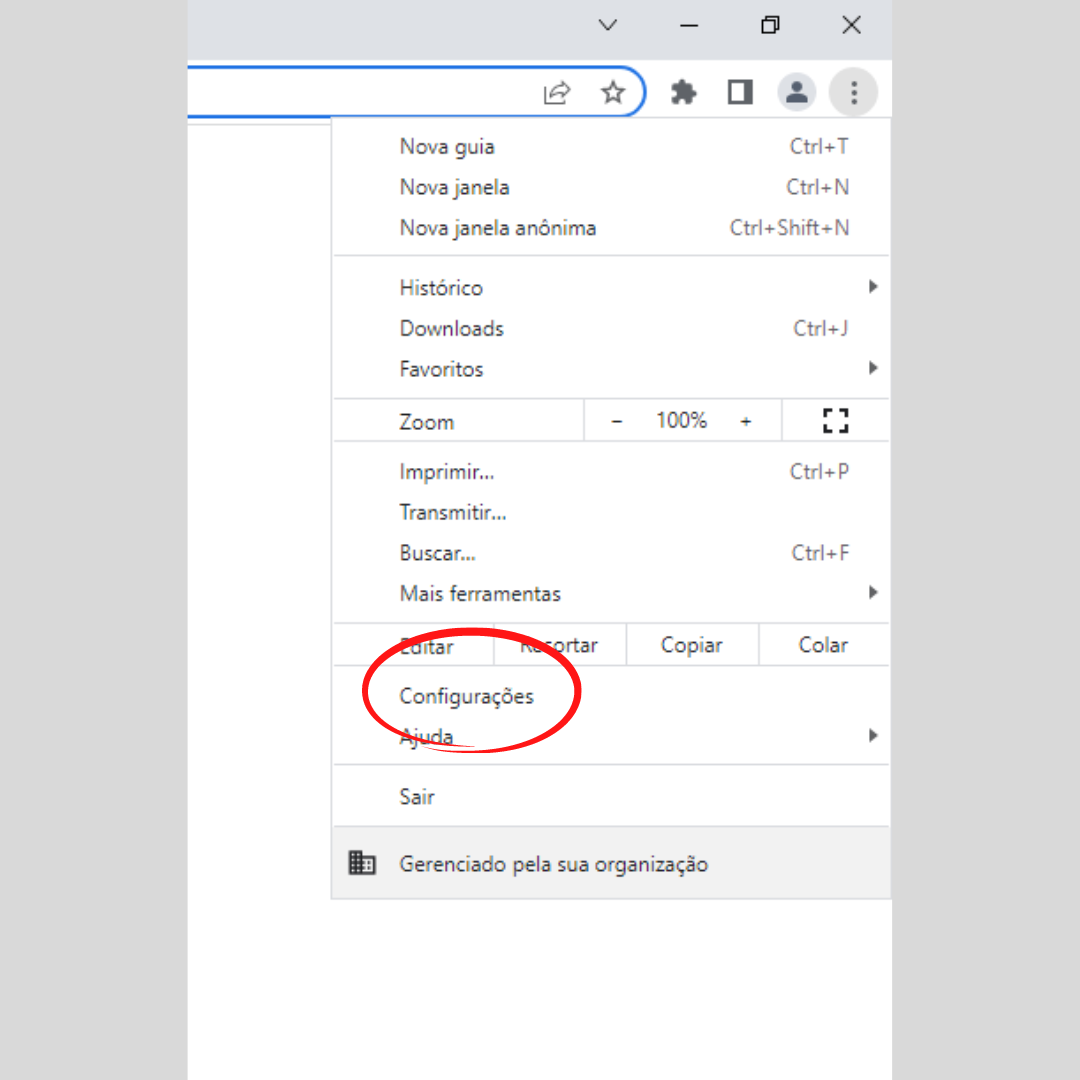 Nova guia Ctrl+T
Nova janela Ctrl+N
Nova janela anônima Ctrl+Shift+N
Histórico
Downloads Ctrl+J
Favoritos
Zoom - 100% +
Imprimir... Ctrl+P
Transmitir...
Buscar... Ctrl+F
Mais ferramentas
Editar Recortar Copiar Colar
Configurações
Ajuda
Sair
Gerenciado pela sua organização